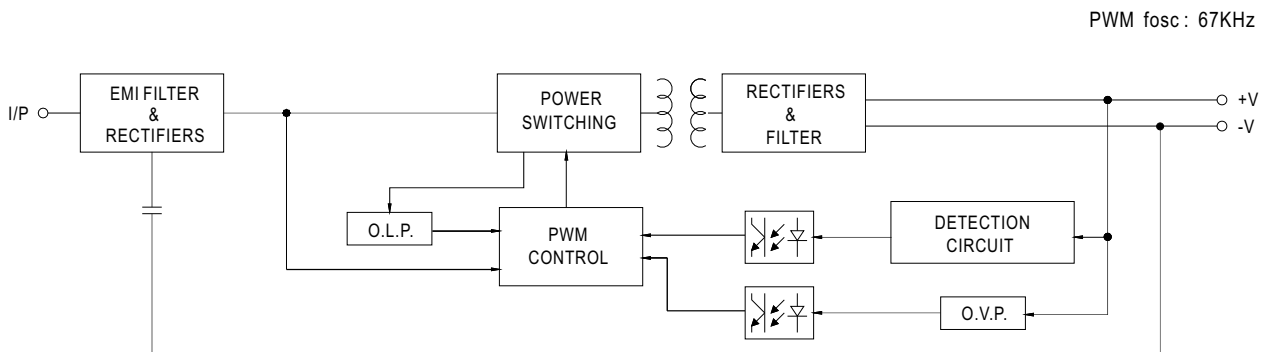 PWM fosc : 67KHz
I/P
EMI FILTER
&
RECTIFIERS
POWER
SWITCHING
RECTIFIERS
&
FILTER
+V
-V
O.L.P.
PWM
CONTROL
DETECTION
CIRCUIT
O.V.P.